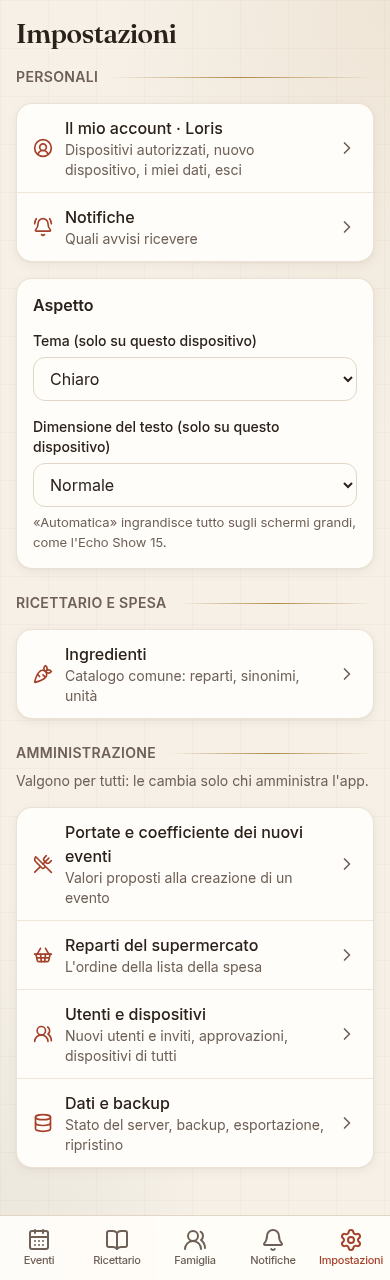 Impostazioni
PERSONALI
Il mio account · Loris
Dispositivi autorizzati, nuovo
dispositivo, i miei dati, esci
Notifiche
Quali avvisi ricevere
Aspetto
Tema (solo su questo dispositivo)
Chiaro
Dimensione del testo (solo su questo
dispositivo)
Normale
«Automatica» ingrandisce tutto sugli schermi grandi,
come l'Echo Show 15.
RICETTARIO E SPESA
Ingredienti
Catalogo comune: reparti, sinonimi,
unità
AMMINISTRAZIONE
Valgono per tutti: le cambia solo chi amministra l'app.
Portate e coefficiente dei nuovi
eventi
Valori proposti alla creazione di un
evento
Reparti del supermercato
L'ordine della lista della spesa
Utenti e dispositivi
Nuovi utenti e inviti, approvazioni,
dispositivi di tutti
Dati e backup
Stato del server, backup, esportazione,
ripristino
Eventi
Ricettario
Famiglia
Notifiche
Impostazioni